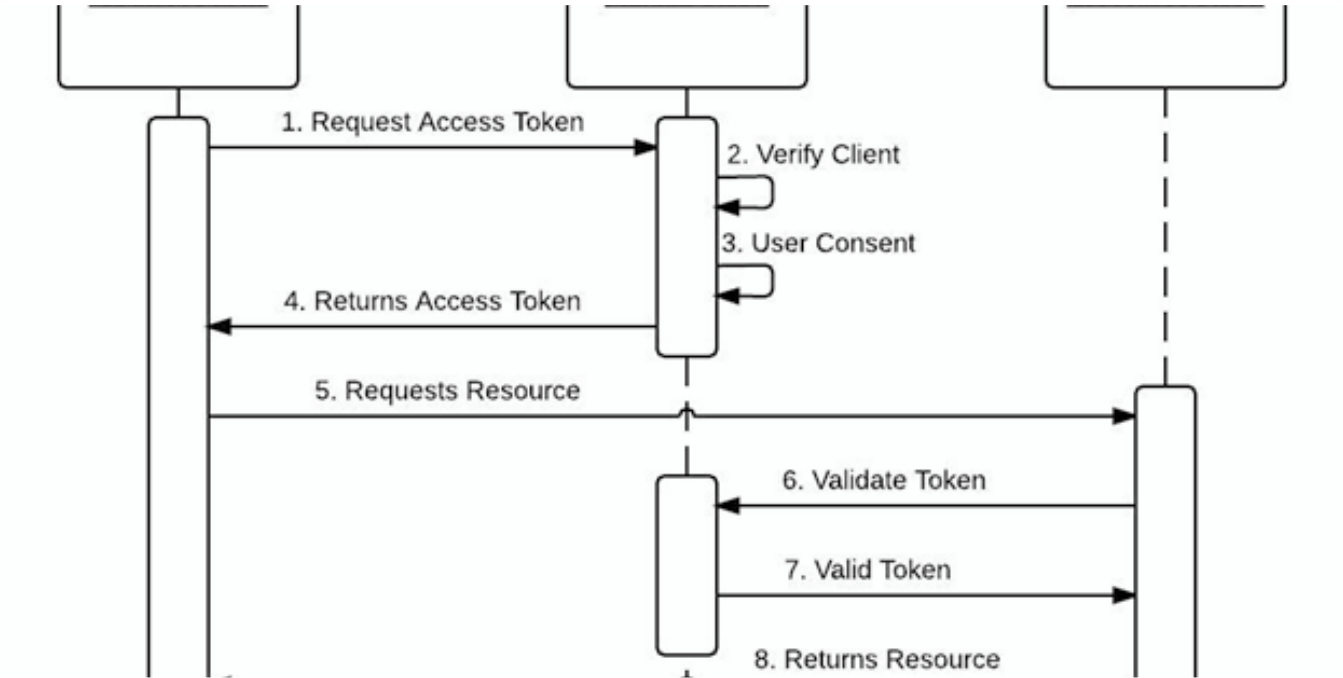 1. Request Access Token
2. Verify Client
3. User Consent
4. Returns Access Token
5. Requests Resource
6. Validate Token
7. Valid Token
8. Returns Resource